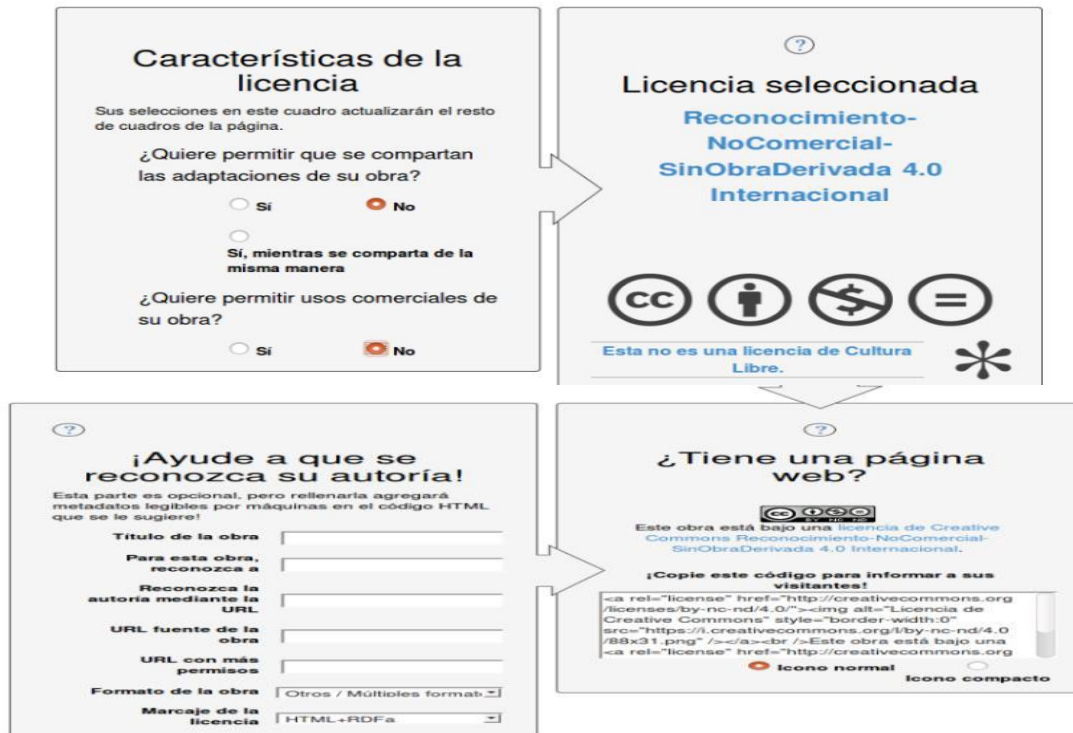 Características de la
licencia
Sus selecciones en este cuadro actualizarán el resto
de cuadros de la página.
¿Quiere permitir que se compartan
las adaptaciones de su obra?
Sí No
Sí, mientras se comparta de la
misma manera
¿Quiere permitir usos comerciales de
su obra?
Sí No
?
Licencia seleccionada
Reconocimiento-
NoComercial-
SinObraDerivada 4.0
Internacional
cc $ =
Esta no es una licencia de Cultura
Libre.
?
¡Ayude a que se
reconozca su autoría!
Esta parte es opcional, pero rellenarla agregará
metadatos legibles por máquinas en el código HTML
que se le sugiere!
Título de la obra
Para esta obra,
reconozca a
Reconozca la
autoría mediante la
URL
URL fuente de la
obra
URL con más
permisos
Formato de la obra Otros / Múltiples format
Marcaje de la
licencia HTML+RDFa
?
¿Tiene una página
web?
cc $ =
BY NC ND
Este obra está bajo una licencia de Creative
Commons Reconocimiento-NoComercial-
SinObraDerivada 4.0 Internacional.
¡Copie este código para informar a sus
visitantes!
<a rel="license" href="http://creativecommons.org
/licenses/by-nc-nd/4.0/"><img alt="Licencia de
Creative Commons" style="border-width:0"
src="https://i.creativecommons.org/l/by-nc-nd/4.0
/88x31.png" /></a><br />Este obra está bajo una
<a rel="license" href="http://creativecommons.org
Icono normal
Icono compacto